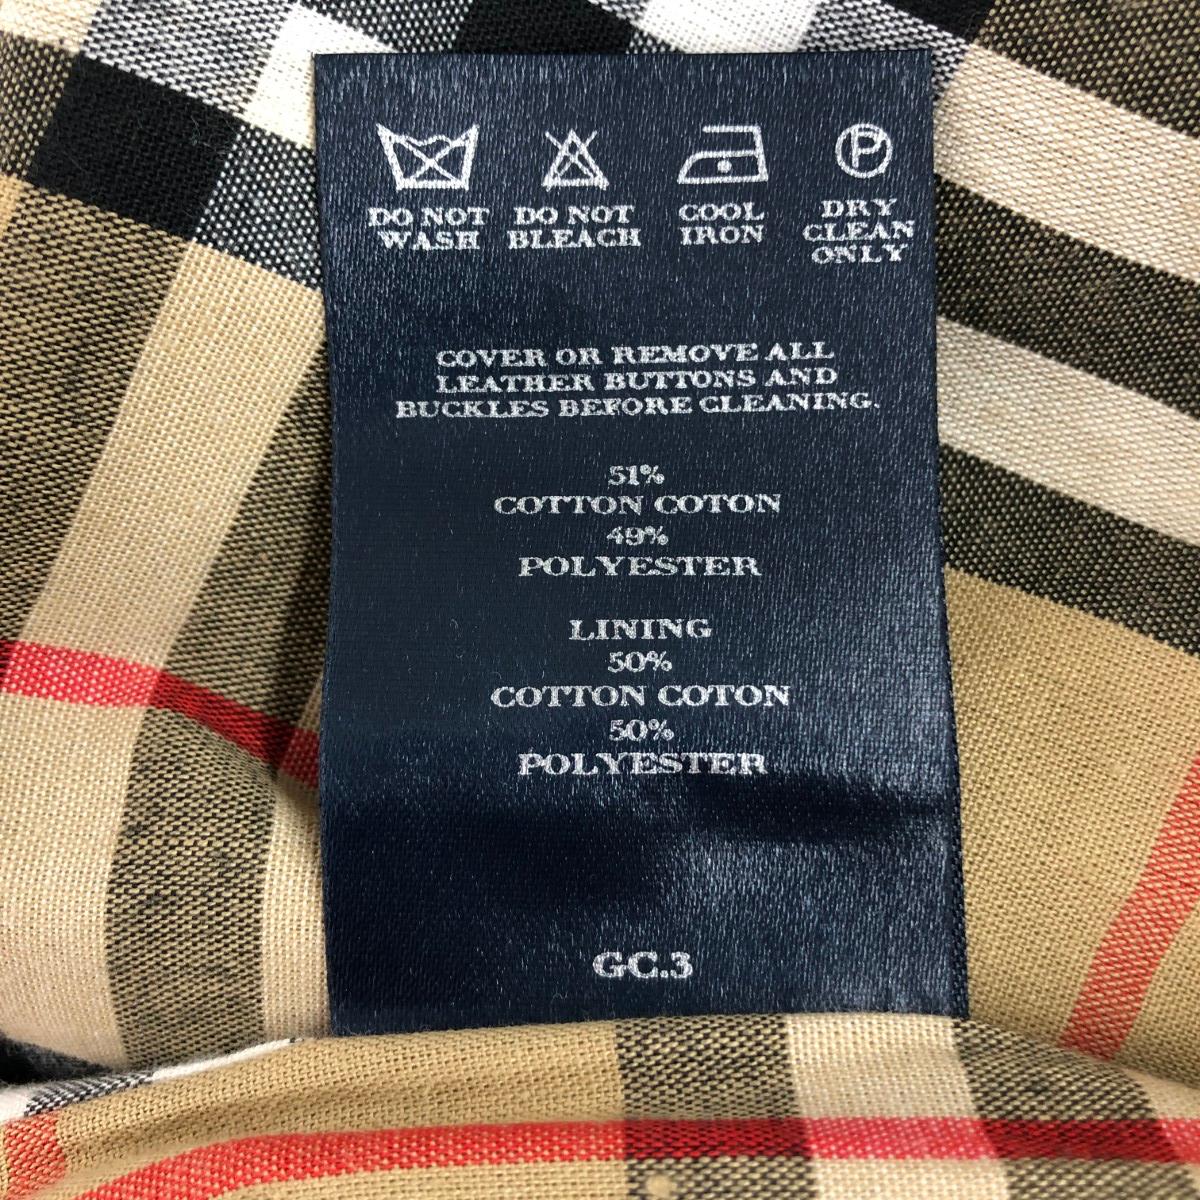 P
DO NOT WASH
DO NOT BLEACH
COOL IRON
DRY CLEAN ONLY
COVER OR REMOVE ALL
LEATHER BUTTONS AND
BUCKLES BEFORE CLEANING.
51%
COTTON COTON
49%
POLYESTER
LINING
50%
COTTON COTON
50%
POLYESTER
GC.3